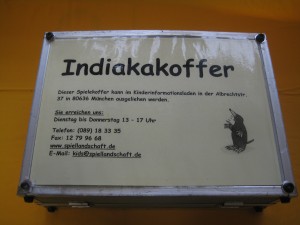 Indiakakoffer
Dieser Spielekoffer kann im Kinderinformationsladen in der Albrechtstr.
37 in 80636 München ausgeliehen werden.
Sie erreichen uns:
Dienstag bis Donnerstag 13 - 17 Uhr
Telefon: (089) 18 33 35
Fax: 12 79 96 68
www.spiellandschaft.de
E-Mail: kids@spiellandschaft.de